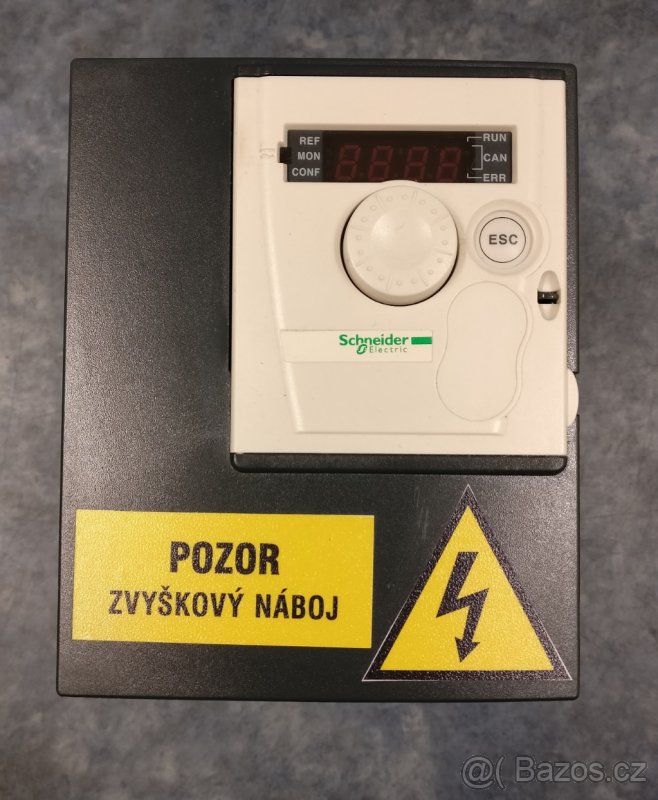 REF
MON
CONF
RUN
CAN
ERR
ESC
Schneider
Electric
POZOR
ZVYŠKOVÝ NÁBOJ
@( Bazos.cz